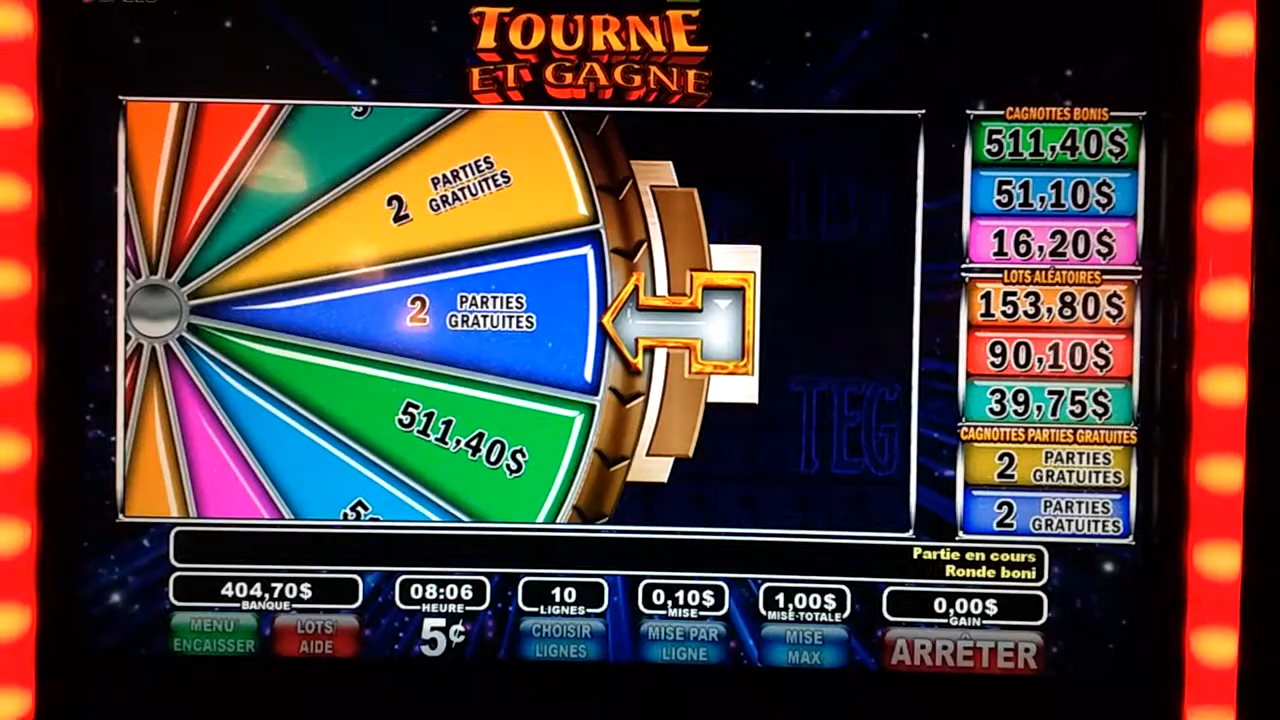 TOURNE
ET GAGNE
2 PARTIES
GRATUITES
2 PARTIES
GRATUITES
511,40$
TEG
CAGNOTTES BONIS
511,40$
51,10$
16,20$
LOTS ALÉATOIRES
153,80$
90,10$
39,75$
CAGNOTTES PARTIES GRATUITES
2 PARTIES
GRATUITES
2 PARTIES
GRATUITES
Partie en cours
Ronde boni
404,70$
BANQUE
08:06
HEURE
10
LIGNES
0,10$
MISE
1,00$
MISE-TOTALE
0,00$
GAIN
MENU
ENCAISSER
LOTS
AIDE
5¢
CHOISIR
LIGNES
MISE PAR
LIGNE
MISE
MAX
ARRÊTER